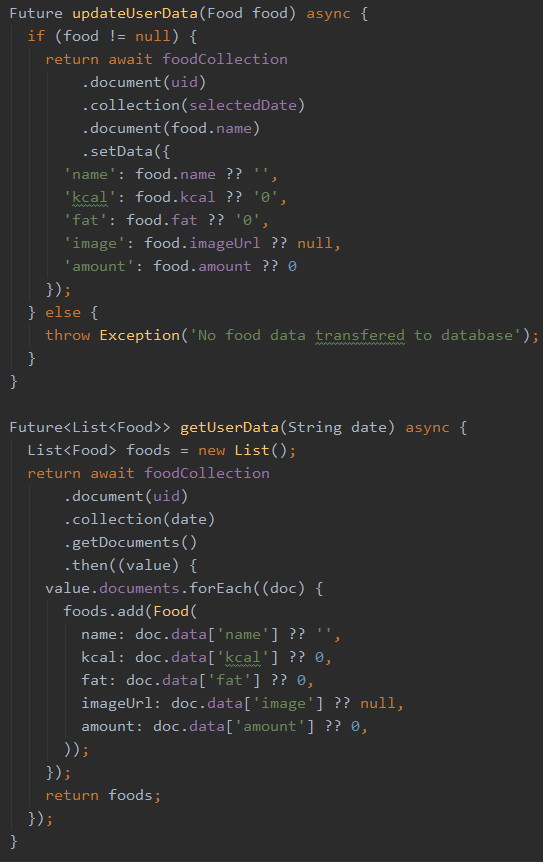 Future updateUserData(Food food) async {
  if (food != null) {
    return await foodCollection
        .document(uid)
        .collection(selectedDate)
        .document(food.name)
        .setData({
      'name': food.name ?? '',
      'kcal': food.kcal ?? '0',
      'fat': food.fat ?? '0',
      'image': food.imageUrl ?? null,
      'amount': food.amount ?? 0
    });
  } else {
    throw Exception('No food data transfered to database');
  }
}

Future<List<Food>> getUserData(String date) async {
  List<Food> foods = new List();
  return await foodCollection
      .document(uid)
      .collection(date)
      .getDocuments()
      .then((value) {
    value.documents.forEach((doc) {
      foods.add(Food(
        name: doc.data['name'] ?? '',
        kcal: doc.data['kcal'] ?? 0,
        fat: doc.data['fat'] ?? 0,
        imageUrl: doc.data['image'] ?? null,
        amount: doc.data['amount'] ?? 0,
      ));
    });
    return foods;
  });
}